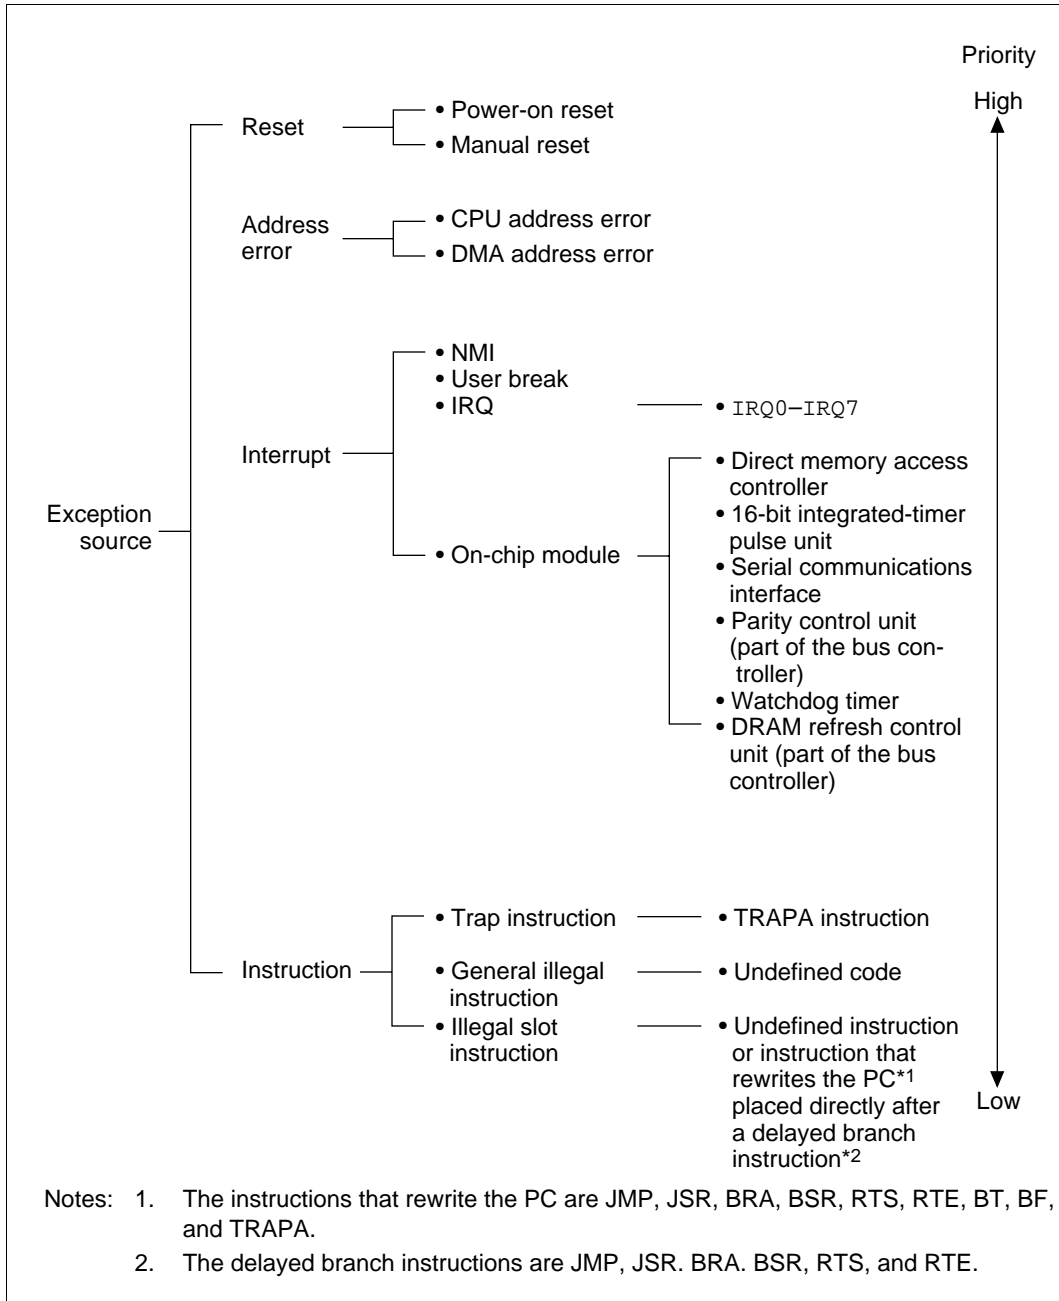 Priority
High
Reset
• Power-on reset
• Manual reset
Address
error
• CPU address error
• DMA address error
Interrupt
• NMI
• User break
• IRQ
• IRQ0–IRQ7
• On-chip module
• Direct memory access
controller
• 16-bit integrated-timer
pulse unit
• Serial communications
interface
• Parity control unit
(part of the bus con-
troller)
• Watchdog timer
• DRAM refresh control
unit (part of the bus
controller)
Exception
source
Instruction
• Trap instruction
• TRAPA instruction
• General illegal
instruction
• Undefined code
• Illegal slot
instruction
• Undefined instruction
or instruction that
rewrites the PC*1
placed directly after
a delayed branch
instruction*2
Low
Notes: 1. The instructions that rewrite the PC are JMP, JSR, BRA, BSR, RTS, RTE, BT, BF,
and TRAPA.
2. The delayed branch instructions are JMP, JSR. BRA. BSR, RTS, and RTE.